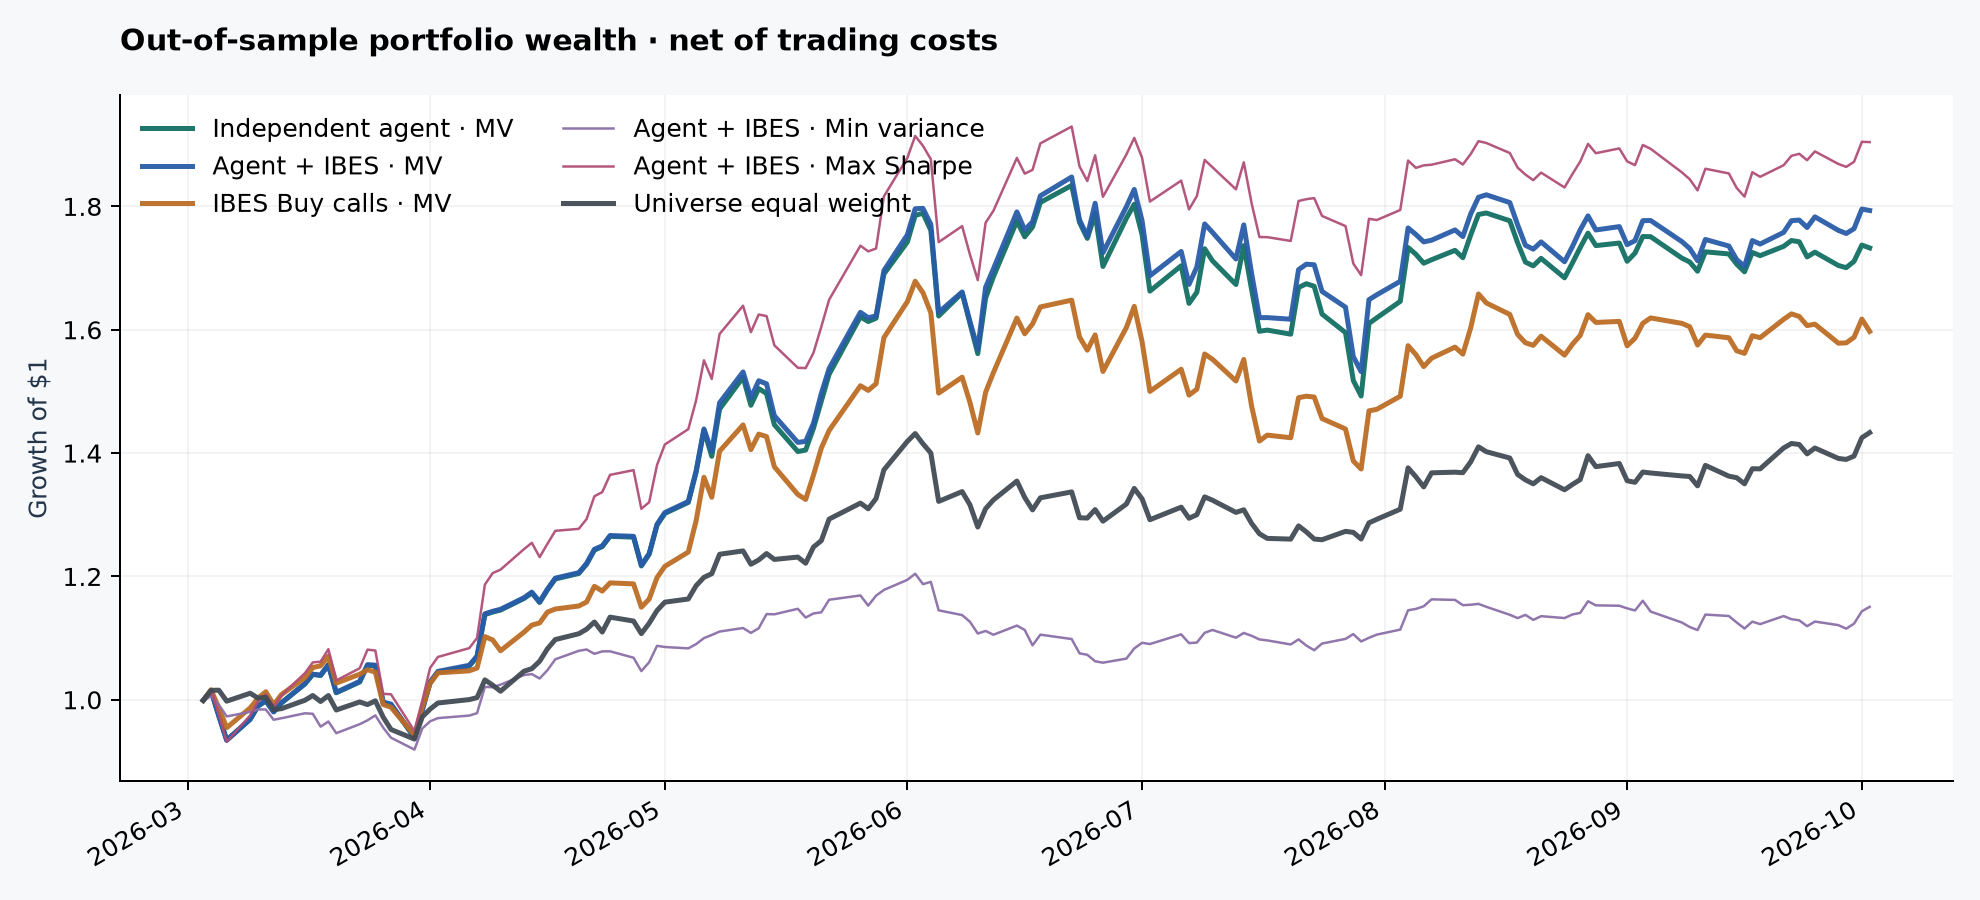 Out-of-sample portfolio wealth · net of trading costs
Independent agent · MV
Agent + IBES · MV
IBES Buy calls · MV
Agent + IBES · Min variance
Agent + IBES · Max Sharpe
Universe equal weight
Growth of $1
1.8
1.6
1.4
1.2
1.0
2026-03
2026-04
2026-05
2026-06
2026-07
2026-08
2026-09
2026-10